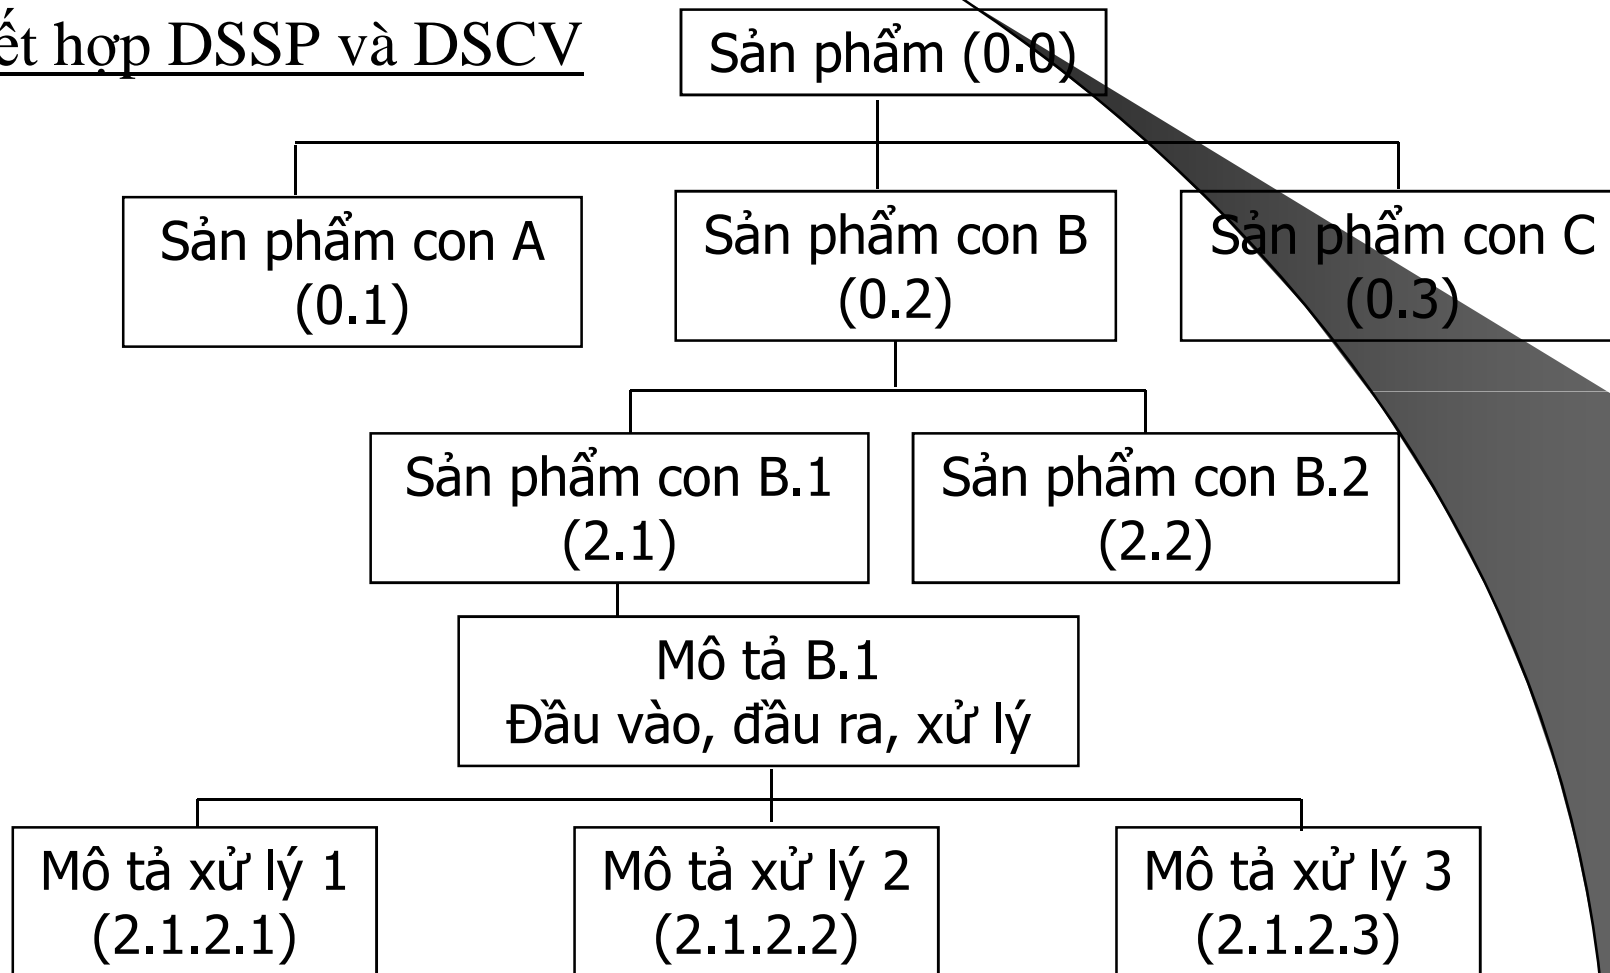 ết hợp DSSP và DSCV
Sản phẩm (0.0)
Sản phẩm con A
(0.1)
Sản phẩm con B
(0.2)
Sản phẩm con C
(0.3)
Sản phẩm con B.1
(2.1)
Sản phẩm con B.2
(2.2)
Mô tả B.1
Đầu vào, đầu ra, xử lý
Mô tả xử lý 1
(2.1.2.1)
Mô tả xử lý 2
(2.1.2.2)
Mô tả xử lý 3
(2.1.2.3)